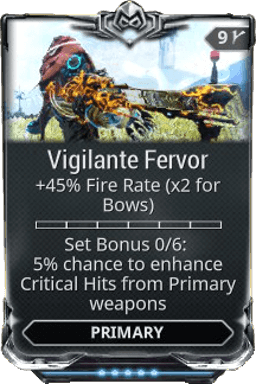 9
Vigilante Fervor
+45% Fire Rate (x2 for
Bows)
Set Bonus 0/6:
5% chance to enhance
Critical Hits from Primary
weapons
PRIMARY